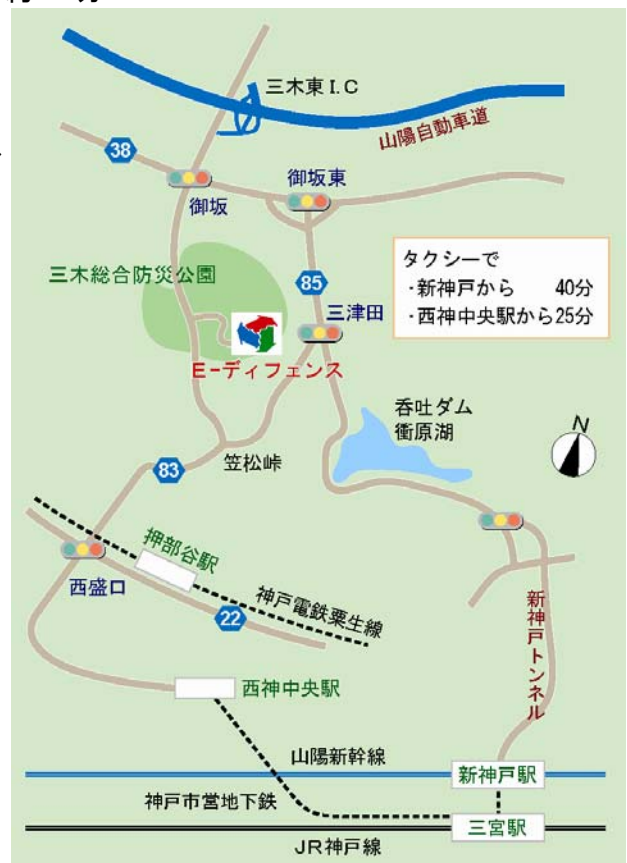 三木東I.C
山陽自動車道
38
御坂東
御坂
三木総合防災公園
85
タクシーで
・新神戸から 40分
・西神中央駅から25分
三津田
E-ディフェンス
呑吐ダム
衝原湖
N
笠松峠
83
押部谷駅
西盛口
神戸電鉄粟生線
22
新神戸トンネル
西神中央駅
山陽新幹線
新神戸駅
神戸市営地下鉄
三宮駅
JR神戸線